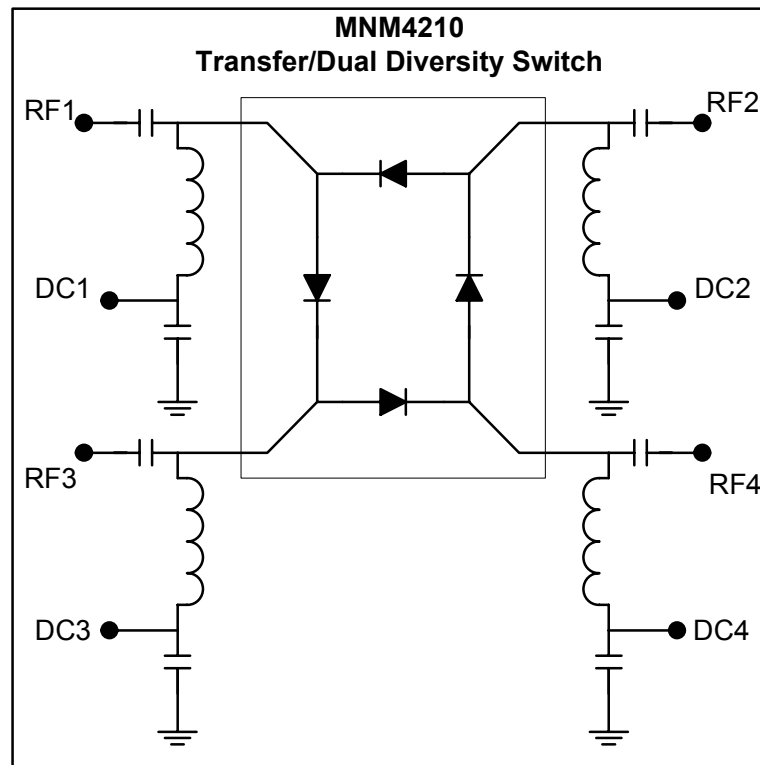 MNM4210
Transfer/Dual Diversity Switch
RF1
RF2
DC1
DC2
RF3
RF4
DC3
DC4